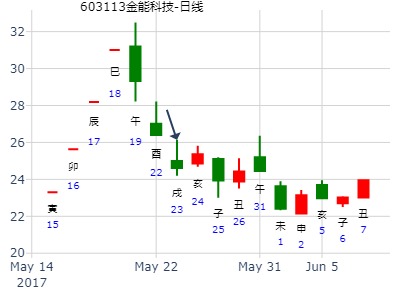 603113金能科技-日线
32
30
28
26
24
22
20
寅
15
卯
16
辰
17
巳
18
午
19
酉
22
戌
23
亥
24
子
25
丑
26
午
31
未
1
申
2
亥
5
子
6
丑
7
May 14
2017
May 22
May 31
Jun 5